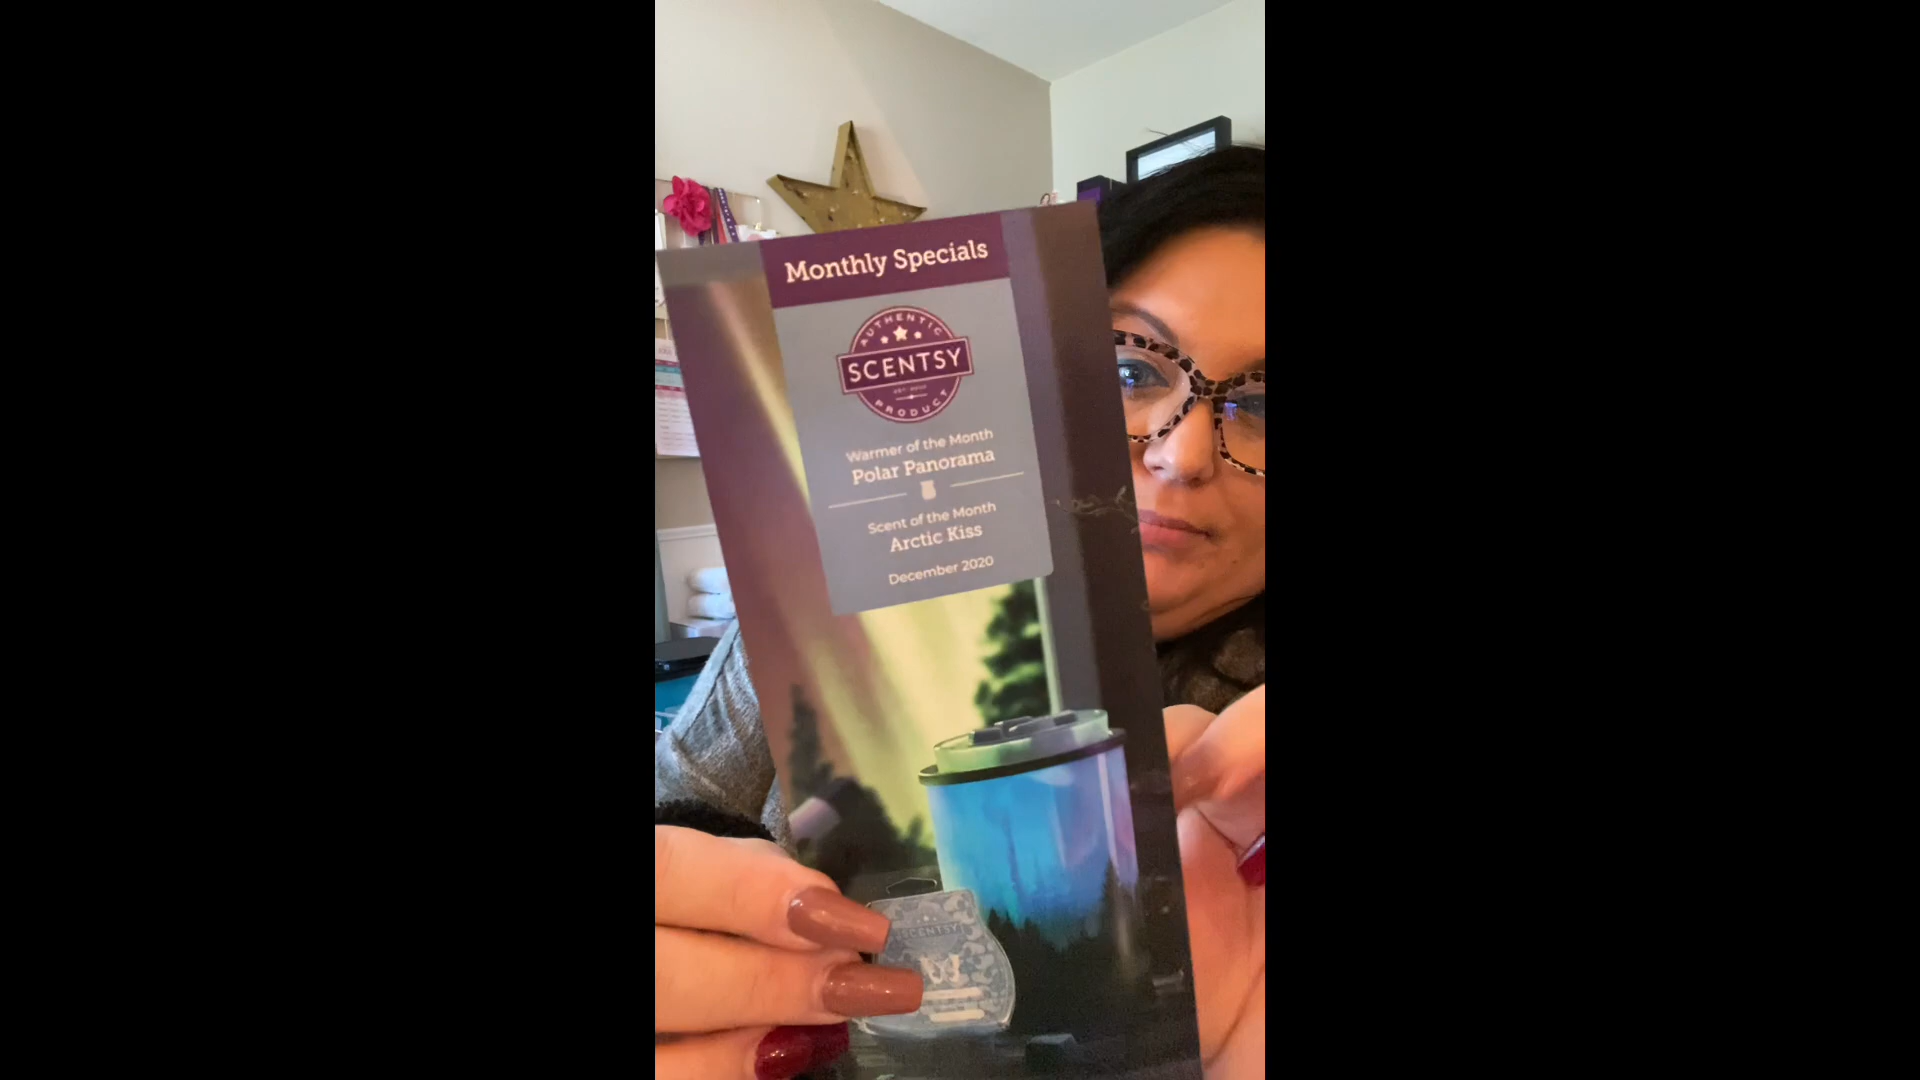 Monthly Specials
AUTHENTIC
SCENTSY
PRODUCT
Warmer of the Month
Polar Panorama
Scent of the Month
Arctic Kiss
December 2020
SCENTSY